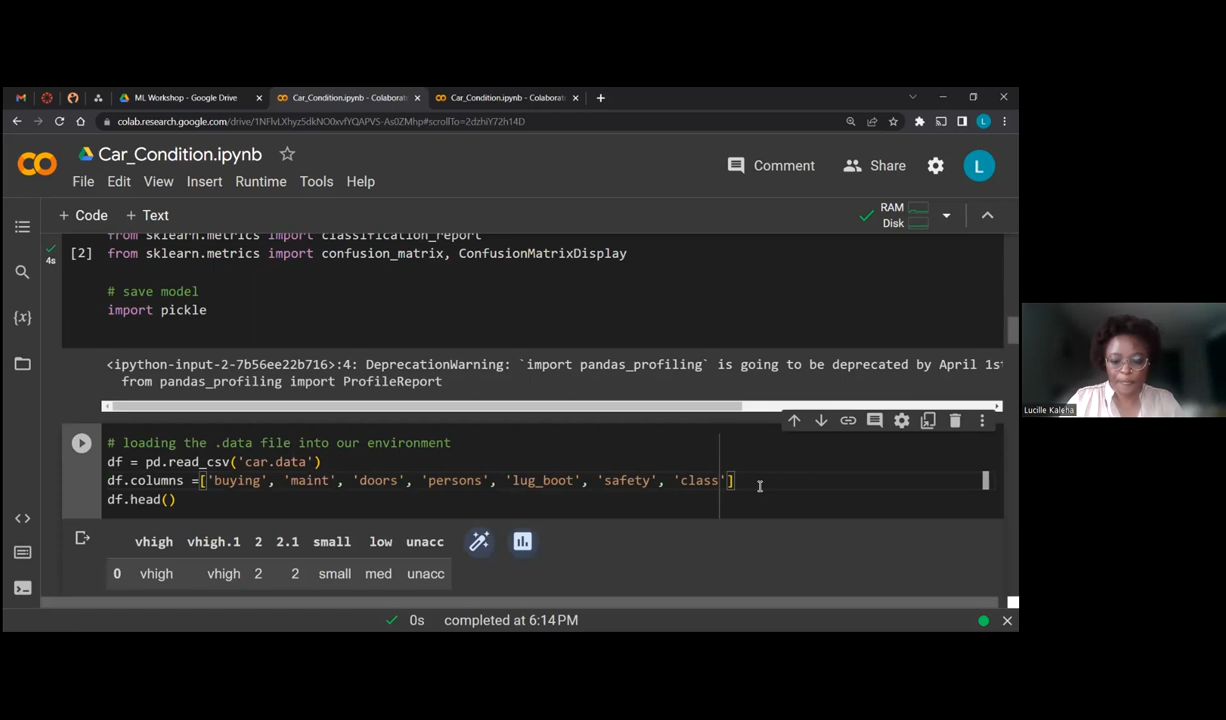 ML Workshop - Google Drive
Car_Condition.ipynb - Colaborat
Car_Condition.ipynb - Colaborat
colab.research.google.com/drive/1NFlvLXhyz5dkNO0xvfYQAPVS-As0ZMhp#scrollTo=2dzhiY72h14D
L
CO
Car_Condition.ipynb
Comment
Share
L
File Edit View Insert Runtime Tools Help
+ Code + Text
RAM
Disk
from sklearn.metrics import classification_report
4s
[2] from sklearn.metrics import confusion_matrix, ConfusionMatrixDisplay
# save model
import pickle
{x}
<ipython-input-2-7b56ee22b716>:4: DeprecationWarning: `import pandas_profiling` is going to be deprecated by April 1st
from pandas_profiling import ProfileReport
Lucille Kaleha
# loading the .data file into our environment
df = pd.read_csv('car.data')
df.columns =['buying', 'maint', 'doors', 'persons', 'lug_boot', 'safety', 'class']
df.head()
vhigh vhigh.1 2 2.1 small low unacc
0 vhigh vhigh 2 2 small med unacc
0s completed at 6:14 PM